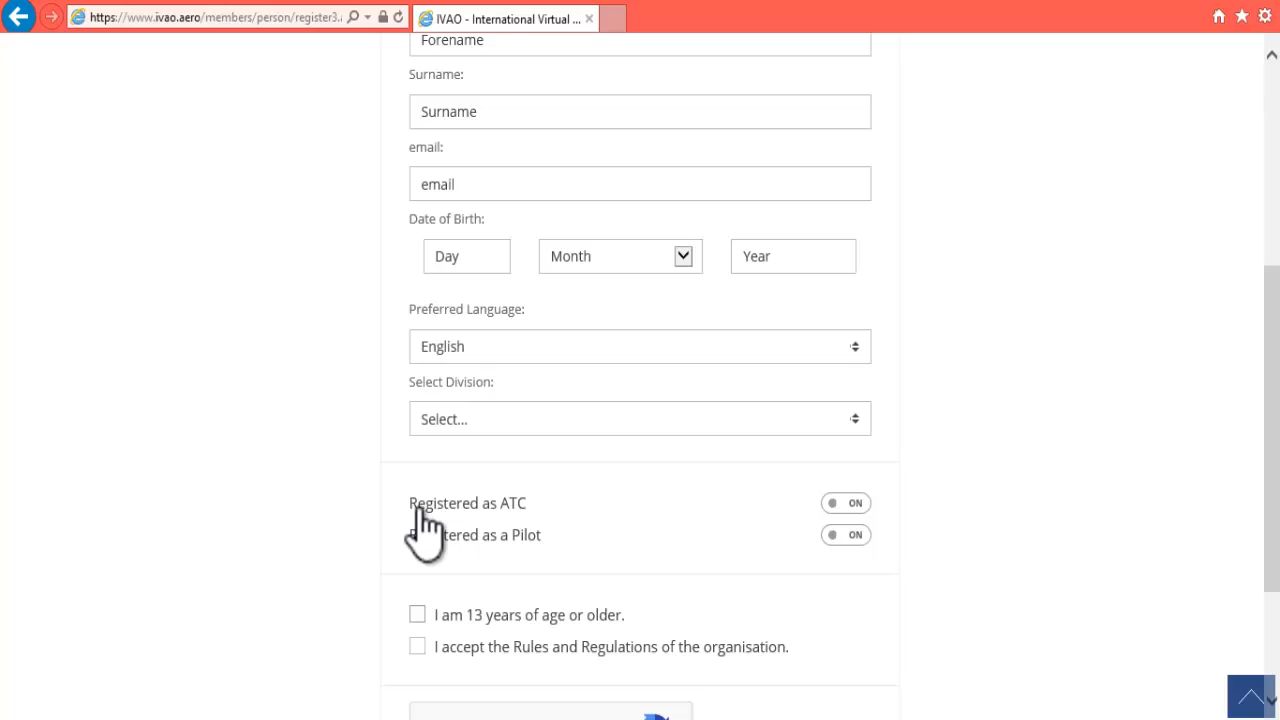 https://www.ivao.aero/members/person/register3.
IVAO - International Virtual ...
Forename
Surname:
Surname
email:
email
Date of Birth:
Day Month Year
Preferred Language:
English
Select Division:
Select...
Registered as ATC ON
tered as a Pilot ON
I am 13 years of age or older.
I accept the Rules and Regulations of the organisation.